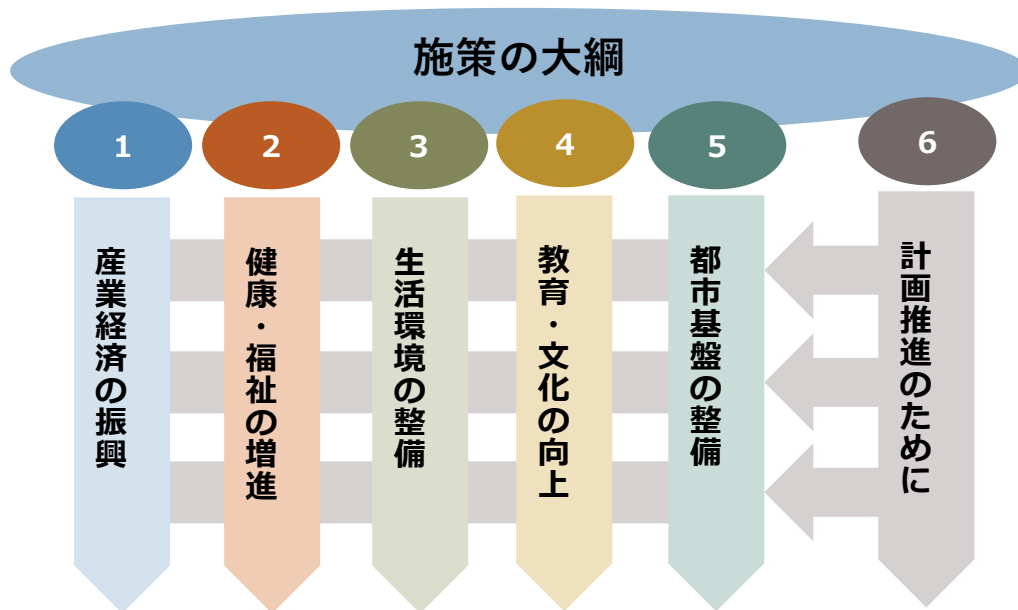 施策の大綱
1
2
3
4
5
6
産業経済の振興
健康・福祉の増進
生活環境の整備
教育・文化の向上
都市基盤の整備
計画推進のために